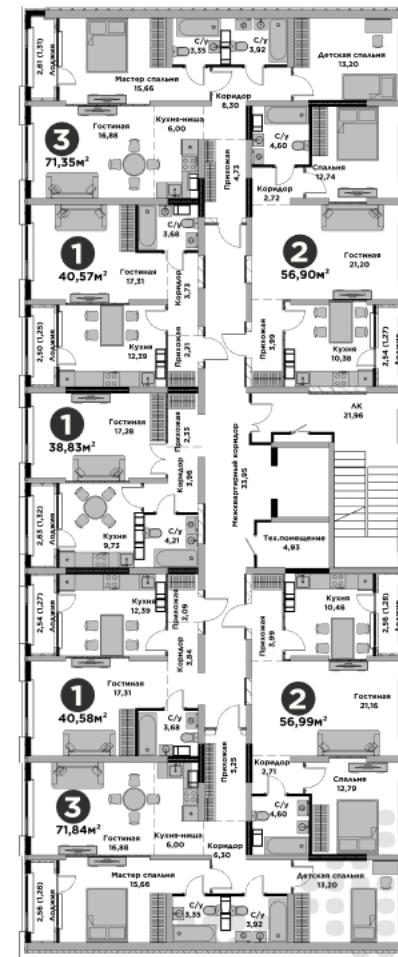 2,61 (1,31)
Лоджия
Мастер спальня
15,66
С/у
3,35
С/у
3,92
Детская спальня
13,20
Коридор
6,30
Гостиная
16,88
Кухня-ниша
6,00
3
71,35м²
Прихожая
4,73
С/у
4,60
Спальня
12,74
Коридор
2,72
1
40,57м²
Гостиная
17,31
С/у
3,68
Коридор
3,73
2
56,90м²
Гостиная
21,20
2,50 (1,25)
Лоджия
Кухня
12,39
Прихожая
2,21
Прихожая
3,99
Кухня
10,38
2,54 (1,27)
Лоджия
1
38,83м²
Гостиная
17,28
Прихожая
2,33
Коридор
3,96
Межквартирный коридор
33,95
ЛК
21,96
2,63 (1,32)
Лоджия
Кухня
9,73
С/у
4,21
Тех.помещение
4,83
2,54 (1,27)
Лоджия
Кухня
12,39
Прихожая
2,09
Коридор
3,84
Прихожая
3,99
Кухня
10,46
2,56 (1,28)
Лоджия
1
40,58м²
Гостиная
17,31
С/у
3,68
2
56,99м²
Гостиная
21,16
Прихожая
5,25
Коридор
2,71
Спальня
12,79
3
71,84м²
Гостиная
16,88
Кухня-ниша
6,00
С/у
4,60
Коридор
6,30
2,56 (1,28)
Лоджия
Мастер спальня
15,66
С/у
3,35
С/у
3,92
Детская спальня
13,20